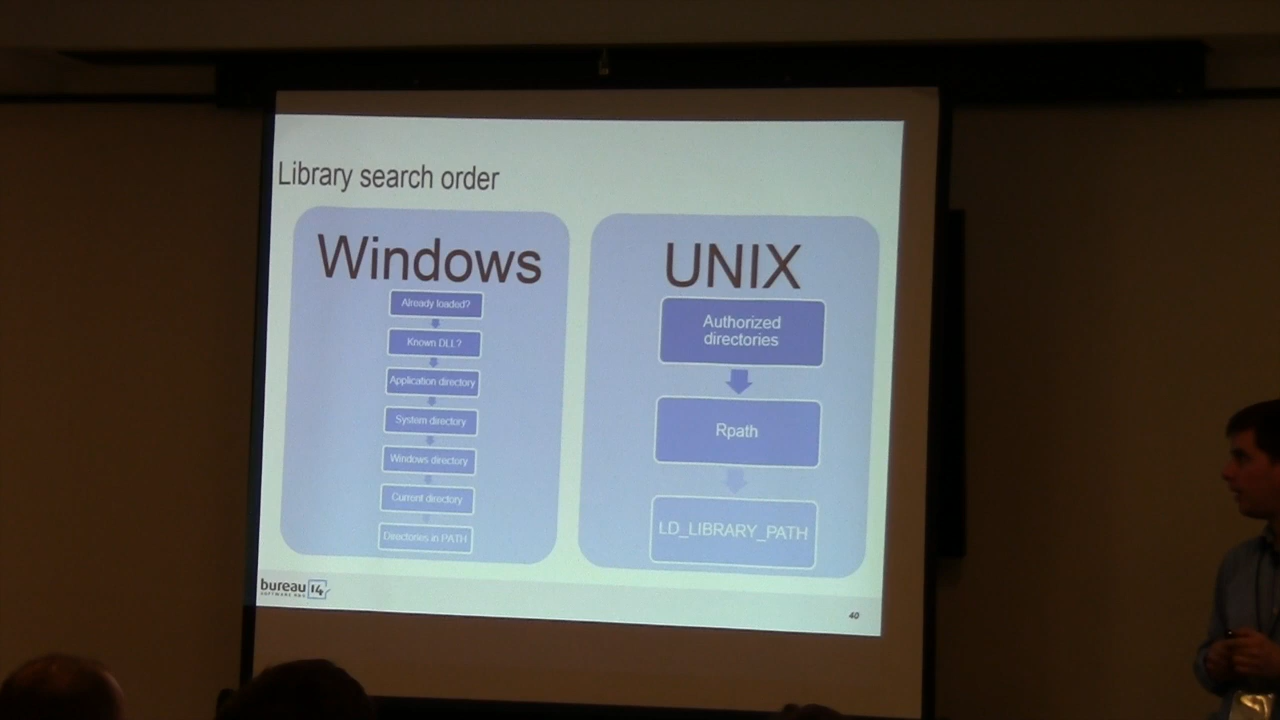 Library search order
Windows
Already loaded?
Known DLL?
Application directory
System directory
Windows directory
Current directory
Directories in PATH
UNIX
Authorized
directories
Rpath
LD_LIBRARY_PATH
bureau 14
40